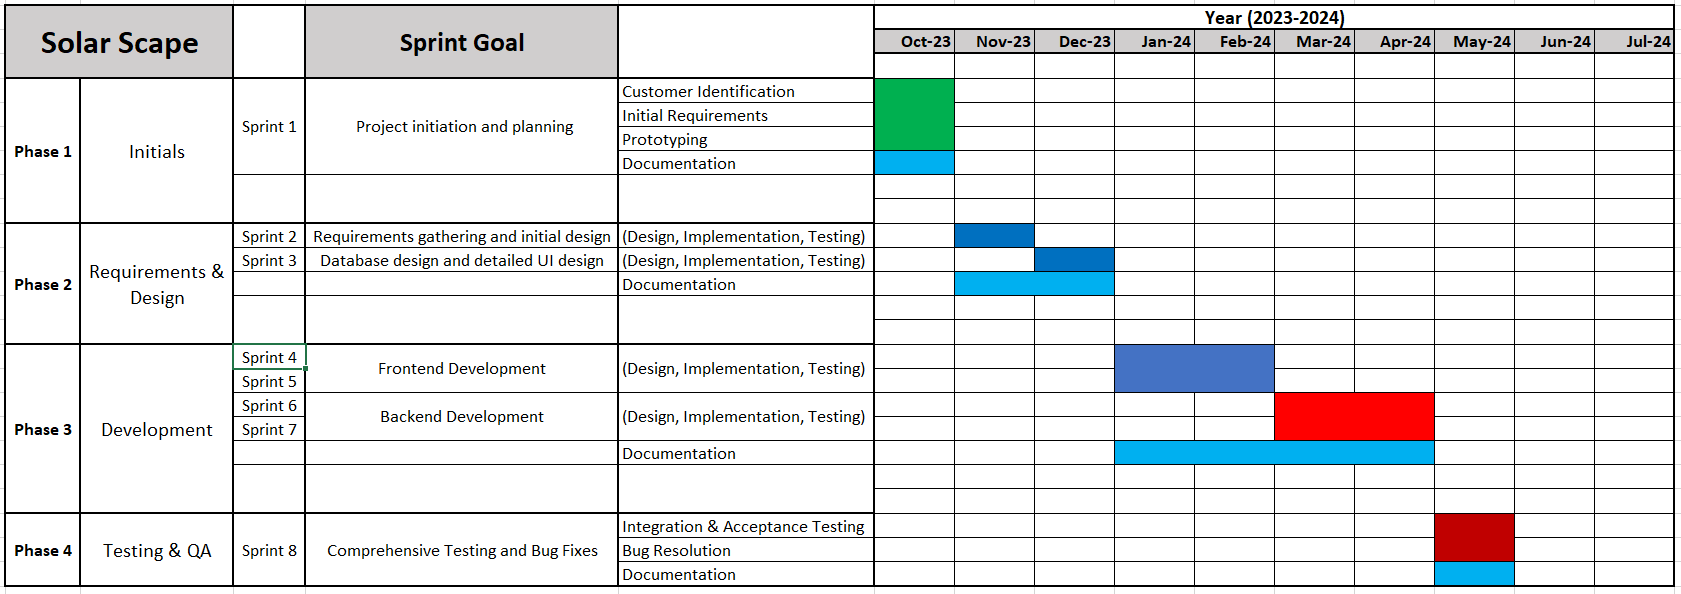 Solar Scape
Sprint Goal
Year (2023-2024)
Oct-23 Nov-23 Dec-23 Jan-24 Feb-24 Mar-24 Apr-24 May-24 Jun-24 Jul-24
Phase 1
Initials
Sprint 1
Project initiation and planning
Customer Identification
Initial Requirements
Prototyping
Documentation
Phase 2
Requirements &
Design
Sprint 2 Requirements gathering and initial design (Design, Implementation, Testing)
Sprint 3 Database design and detailed UI design (Design, Implementation, Testing)
Documentation
Phase 3
Development
Sprint 4
Sprint 5
Frontend Development
(Design, Implementation, Testing)
Sprint 6
Sprint 7
Backend Development
(Design, Implementation, Testing)
Documentation
Phase 4
Testing & QA
Sprint 8
Comprehensive Testing and Bug Fixes
Integration & Acceptance Testing
Bug Resolution
Documentation